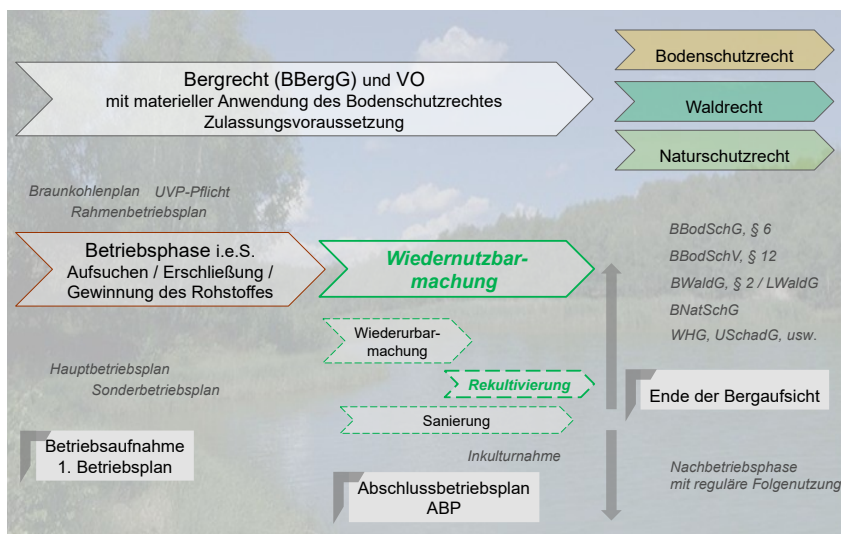 Bergrecht (BBergG) und VO
mit materieller Anwendung des Bodenschutzrechtes
Zulassungsvoraussetzung
Bodenschutzrecht
Waldrecht
Naturschutzrecht
Braunkohlenplan UVP-Pflicht
Rahmenbetriebsplan
Betriebsphase i.e.S.
Aufsuchen / Erschließung /
Gewinnung des Rohstoffes
Wiedernutzbar-
machung
BBodSchG, § 6
BBodSchV, § 12
BWaldG, § 2 / LWaldG
BNatSchG
WHG, USchadG, usw.
Wiederurbar-
machung
Rekultivierung
Sanierung
Hauptbetriebsplan
Sonderbetriebsplan
Ende der Bergaufsicht
Betriebsaufnahme
1. Betriebsplan
Inkulturnahme
Abschlussbetriebsplan
ABP
Nachbetriebsphase
mit reguläre Folgenutzung